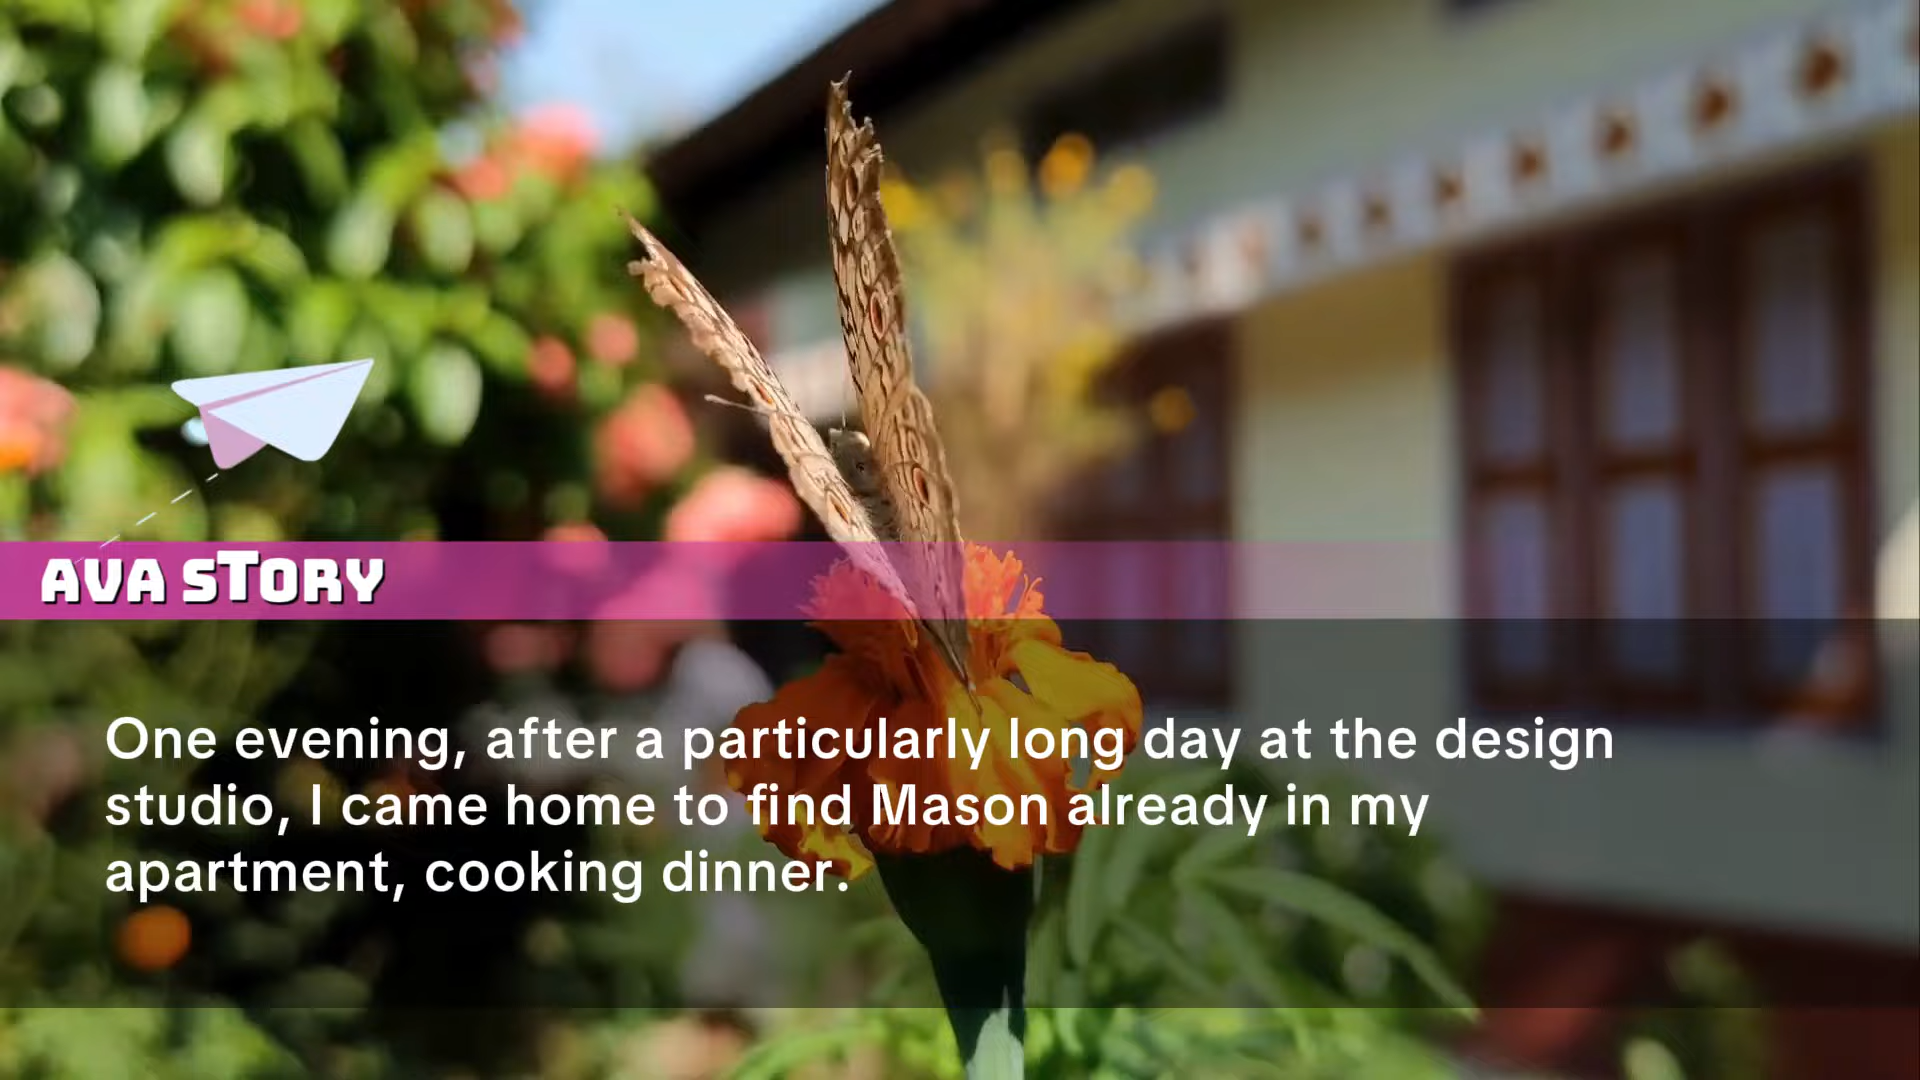 AVA STORY
One evening, after a particularly long day at the design
studio, I came home to find Mason already in my
apartment, cooking dinner.